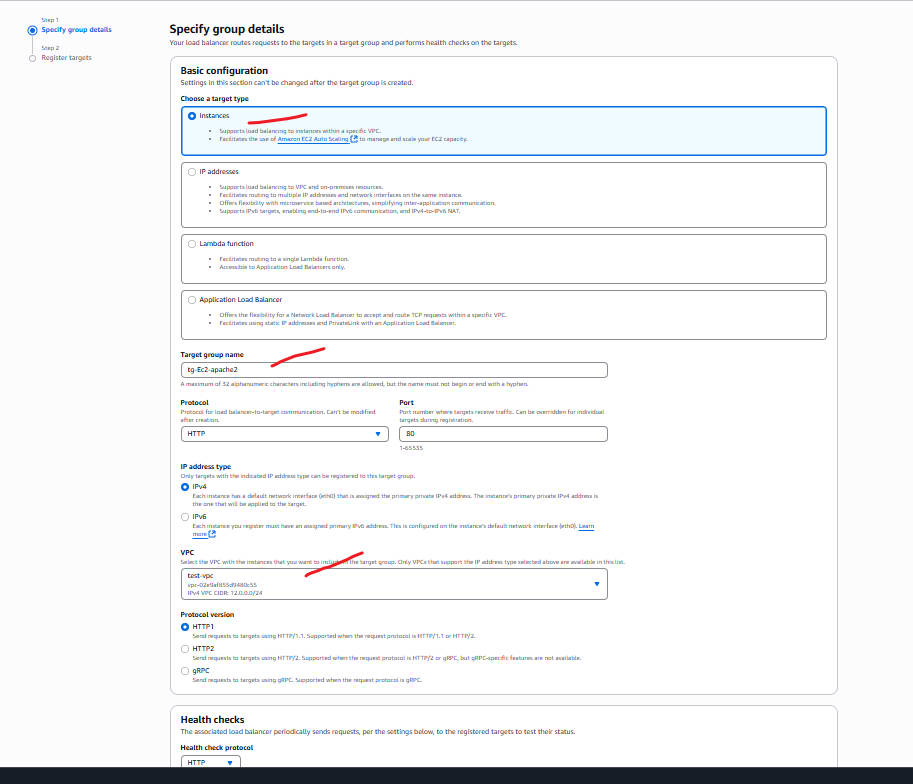 Step 1
Specify group details
Step 2
Register targets
Specify group details
Your load balancer routes requests to the targets in a target group and performs health checks on the targets.
Basic configuration
Settings in this section can't be changed after the target group is created.
Choose a target type
Instances
Supports load balancing to instances within a specific VPC.
Facilitates the use of Amazon EC2 Auto Scaling to manage and scale your EC2 capacity.
IP addresses
Supports load balancing to VPC and on-premises resources.
Facilitates routing to multiple IP addresses and network interfaces on the same instance.
Offers flexibility with microservice based architectures, simplifying inter-application communication.
Supports IPv6 targets, enabling end-to-end IPv6 communication, and IPv4-to-IPv6 NAT.
Lambda function
Facilitates routing to a single Lambda function.
Accessible to Application Load Balancers only.
Application Load Balancer
Offers the flexibility for a Network Load Balancer to accept and route TCP requests within a specific VPC.
Facilitates using static IP addresses and PrivateLink with an Application Load Balancer.
Target group name
tg-Ec2-apache2
A maximum of 32 alphanumeric characters including hyphens are allowed, but the name must not begin or end with a hyphen.
Protocol
Protocol for load balancer-to-target communication. Can't be modified
after creation.
HTTP
Port
Port number where targets receive traffic. Can be overridden for individual
targets during registration.
80
1-65535
IP address type
Only targets with the indicated IP address type can be registered to this target group.
IPv4
Each instance has a default network interface (eth0) that is assigned the primary private IPv4 address. The instance's primary private IPv4 address is
the one that will be applied to the target.
IPv6
Each instance you register must have an assigned primary IPv6 address. This is configured on the instance's default network interface (eth0). Learn
more
VPC
Select the VPC with the instances that you want to include in the target group. Only VPCs that support the IP address type selected above are available in this list.
test-vpc
IPv4 VPC CIDR: 12.0.0.0/24
Protocol version
HTTP1
Send requests to targets using HTTP/1.1. Supported when the request protocol is HTTP/1.1 or HTTP/2.
HTTP2
Send requests to targets using HTTP/2. Supported when the request protocol is HTTP/2 or gRPC, but gRPC-specific features are not available.
gRPC
Send requests to targets using gRPC. Supported when the request protocol is gRPC.
Health checks
The associated load balancer periodically sends requests, per the settings below, to the registered targets to test their status.
Health check protocol
HTTP